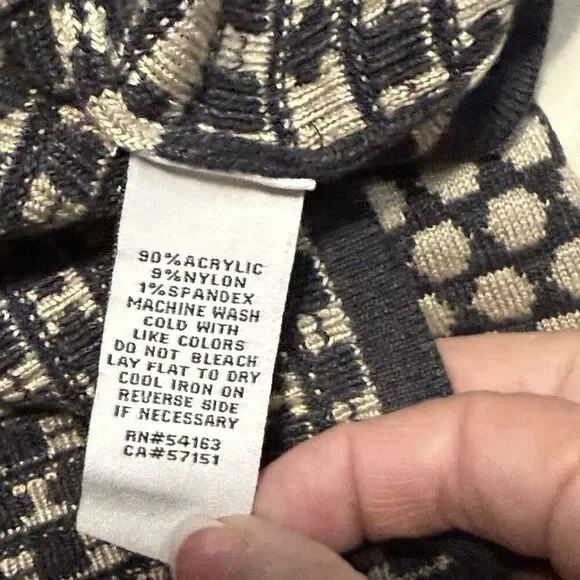 90%ACRYLIC
9%NYLON
1%SPANDEX
MACHINE WASH
COLD WITH
LIKE COLORS
DO NOT BLEACH
LAY FLAT TO DRY
COOL IRON ON
REVERSE SIDE
IF NECESSARY
RN#54163
CA#57151